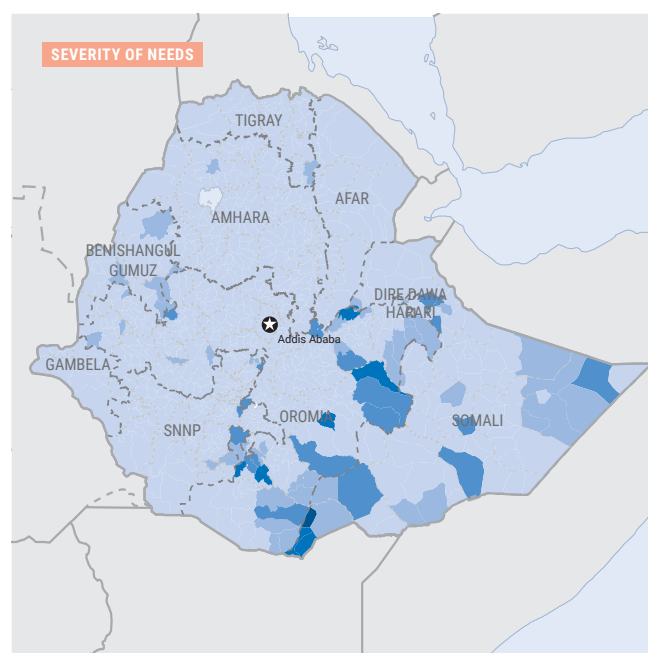 SEVERITY OF NEEDS
TIGRAY
AFAR
AMHARA
BENISHANGUL
GUMUZ
DIRE DAWA
HARARI
Addis Ababa
GAMBELA
OROMIA
SOMALI
SNNP